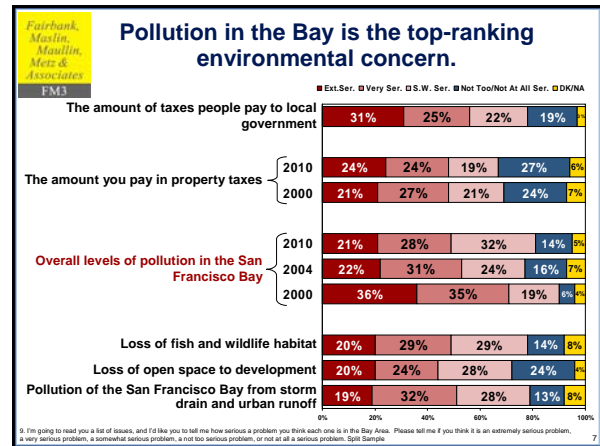 Fairbank,
Maslin,
Maullin,
Metz &
Associates
FM3
Pollution in the Bay is the top-ranking
environmental concern.
Ext.Ser. Very Ser. S.W. Ser. Not Too/Not At All Ser. DK/NA
The amount of taxes people pay to local
government
31% 25% 22% 19%
The amount you pay in property taxes
2010 24% 24% 19% 27% 6%
2000 21% 27% 21% 24% 7%
Overall levels of pollution in the San
Francisco Bay
2010 21% 28% 32% 14% 5%
2004 22% 31% 24% 16% 7%
2000 36% 35% 19% 6% 4%
Loss of fish and wildlife habitat 20% 29% 29% 14% 8%
Loss of open space to development 20% 24% 28% 24% 4%
Pollution of the San Francisco Bay from storm
drain and urban runoff
19% 32% 28% 13% 8%
0% 20% 40% 60% 80% 100%
9. I'm going to read you a list of issues, and I'd like you to tell me how serious a problem you think each one is in the Bay Area. Please tell me if you think it is an extremely serious problem,
a very serious problem, a somewhat serious problem, a not too serious problem, or not at all a serious problem. Split Sample
7